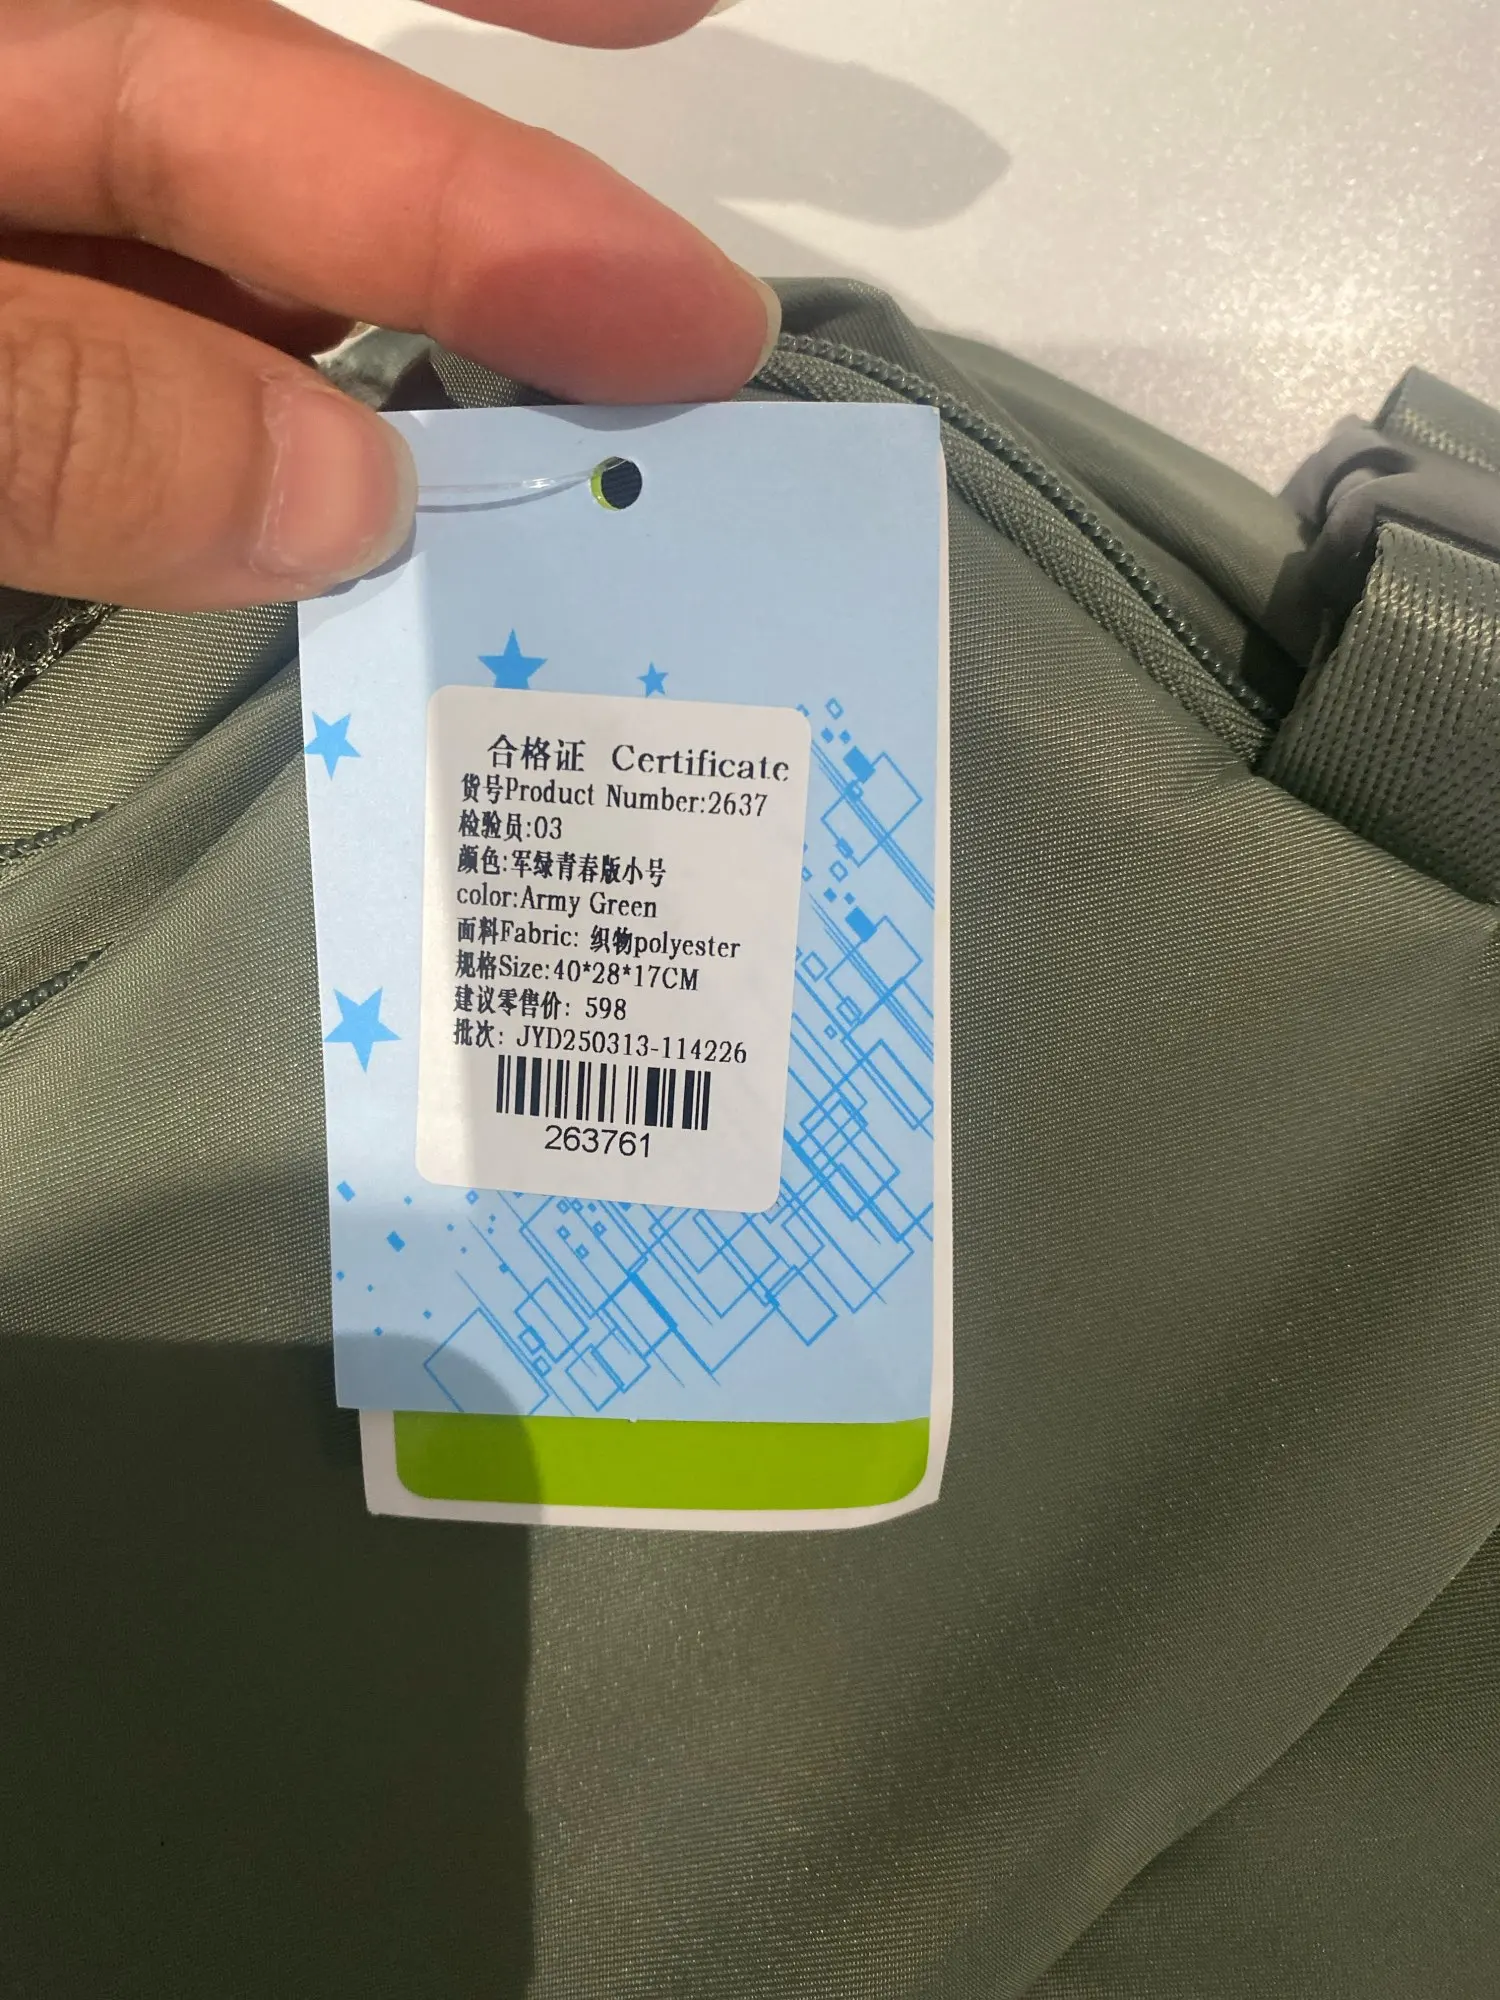 合格证 Certificate
货号Product Number:2637
检验员:03
颜色:军绿青春版小号
color:Army Green
面料Fabric: 织物polyester
规格Size:40*28*17CM
建议零售价: 598
批次: JYD250313-114226
263761